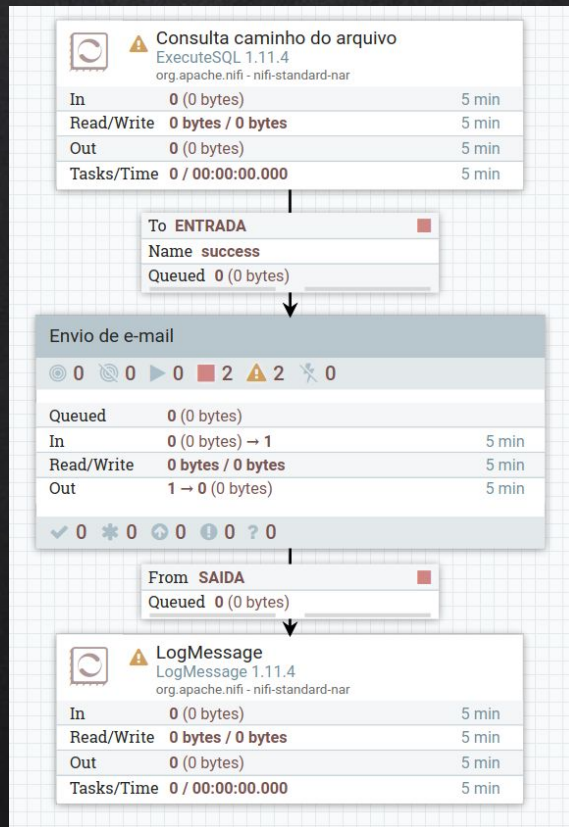 Consulta caminho do arquivo
ExecuteSQL 1.11.4
org.apache.nifi - nifi-standard-nar
In 0 (0 bytes) 5 min
Read/Write 0 bytes / 0 bytes 5 min
Out 0 (0 bytes) 5 min
Tasks/Time 0 / 00:00:00.000 5 min
To ENTRADA
Name success
Queued 0 (0 bytes)
Envio de e-mail
0 0 0 2 2 0
Queued 0 (0 bytes)
In 0 (0 bytes) → 1 5 min
Read/Write 0 bytes / 0 bytes 5 min
Out 1 → 0 (0 bytes) 5 min
0 0 0 0 ? 0
From SAIDA
Queued 0 (0 bytes)
LogMessage
LogMessage 1.11.4
org.apache.nifi - nifi-standard-nar
In 0 (0 bytes) 5 min
Read/Write 0 bytes / 0 bytes 5 min
Out 0 (0 bytes) 5 min
Tasks/Time 0 / 00:00:00.000 5 min